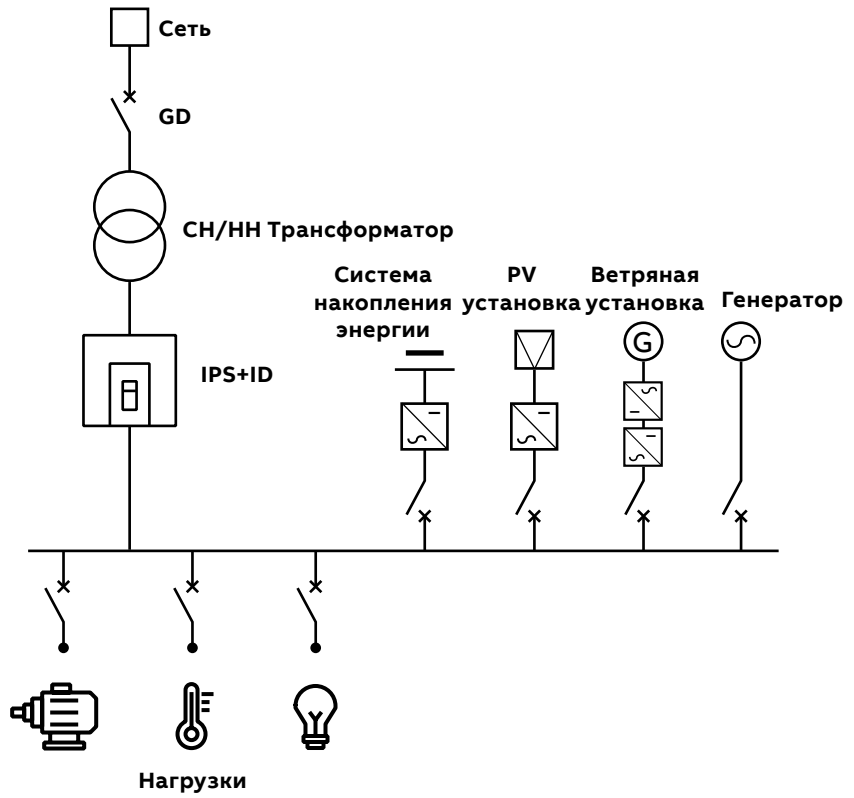 Сеть
GD
СН/НН Трансформатор
Система
накопления
энергии
PV
установка
Ветряная
установка
Генератор
G
IPS+ID
Нагрузки